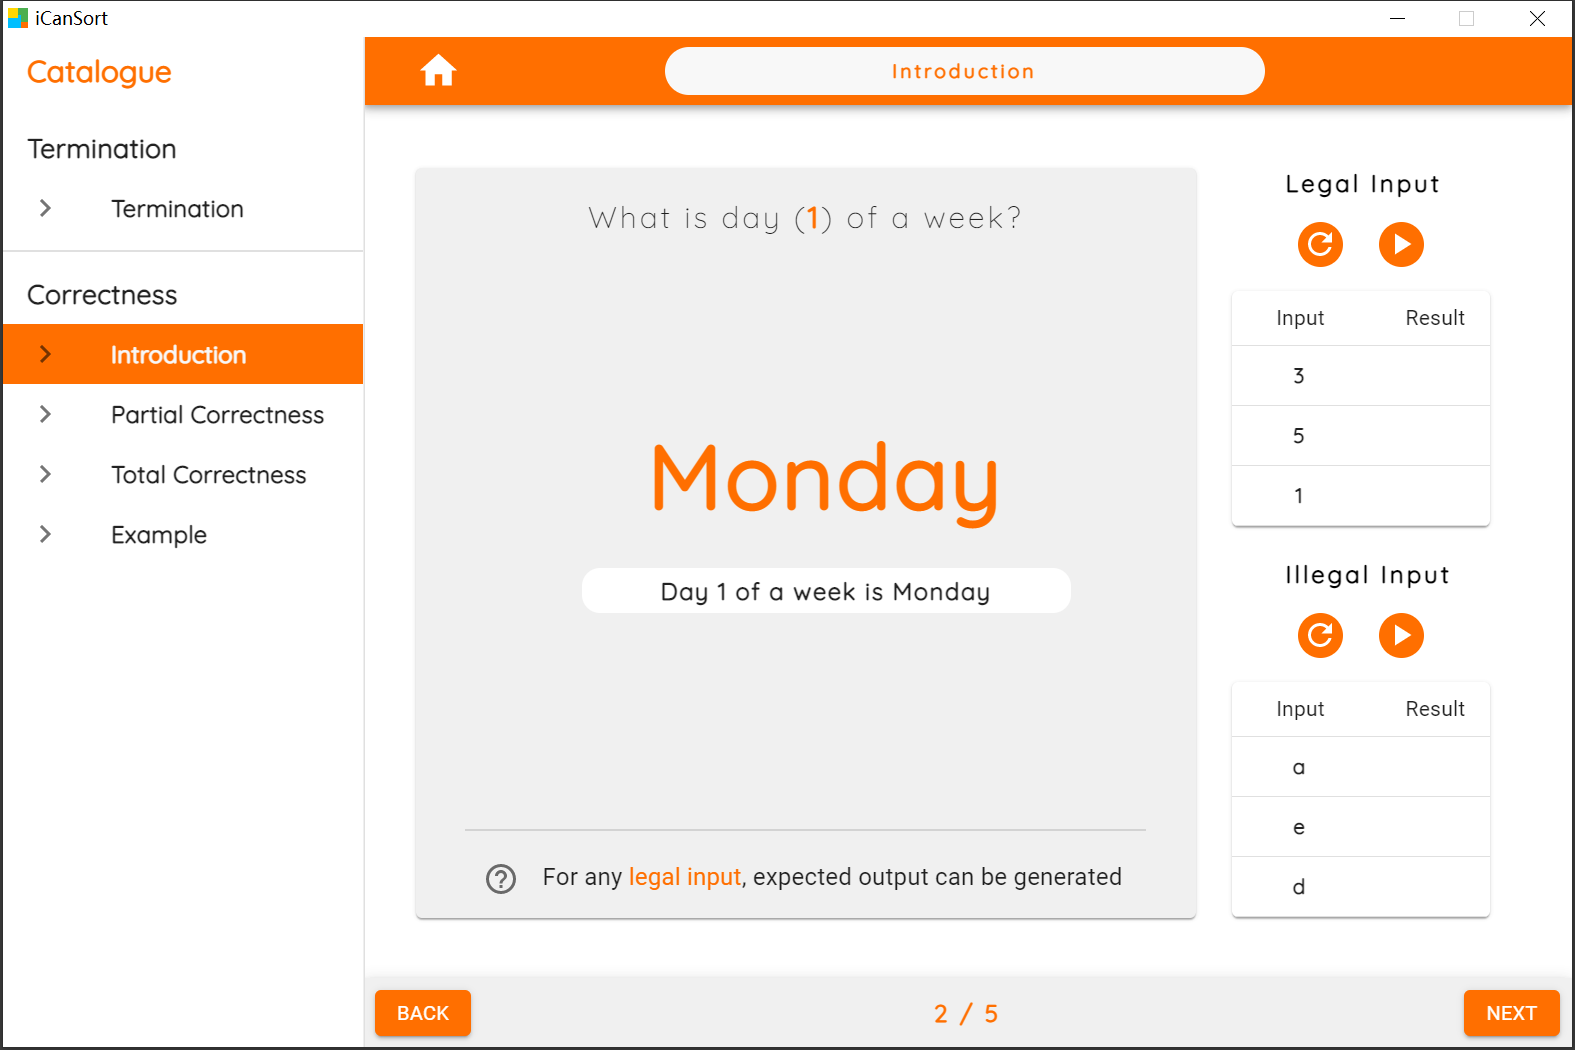 iCanSort
Catalogue
Termination
Termination
Correctness
Introduction
Partial Correctness
Total Correctness
Example
Introduction
What is day (1) of a week?
Monday
Day 1 of a week is Monday
For any legal input, expected output can be generated
Legal Input
Input Result
3
5
1
Illegal Input
Input Result
a
e
d
BACK
2 / 5
NEXT